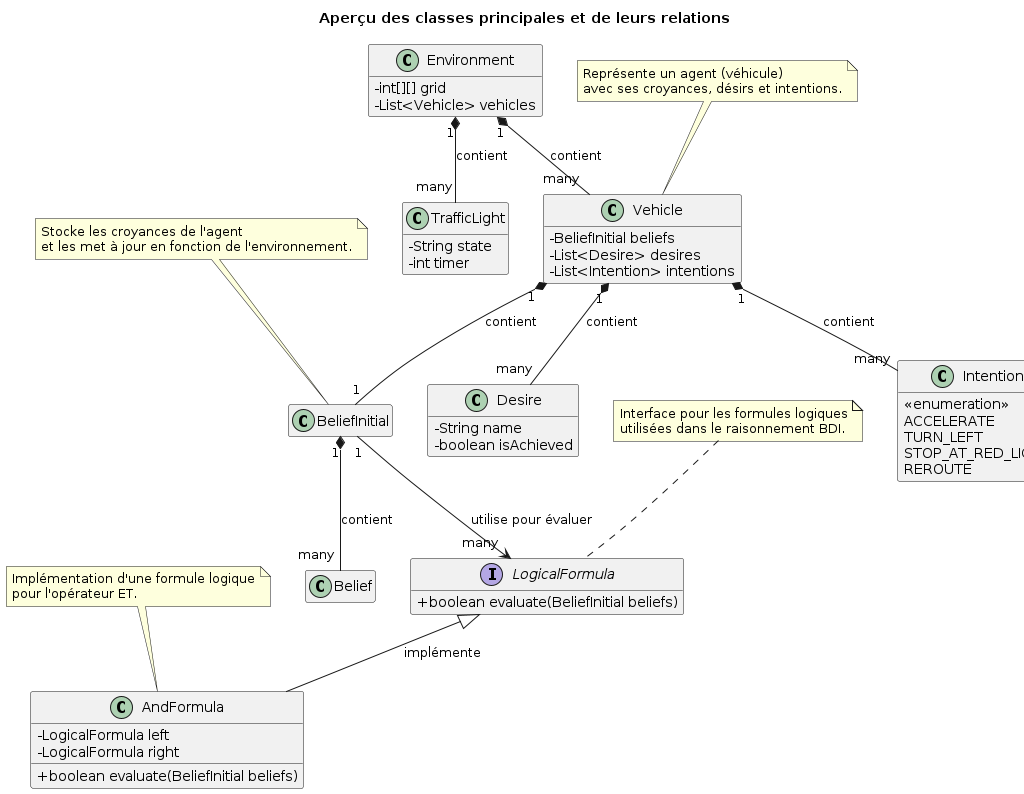 Aperçu des classes principales et de leurs relations
C Environment
-int[][] grid
-List<Vehicle> vehicles
Représente un agent (véhicule)
avec ses croyances, désirs et intentions.
1
1
contient
contient
many
many
C TrafficLight
-String state
-int timer
C Vehicle
-BeliefInitial beliefs
-List<Desire> desires
-List<Intention> intentions
Stocke les croyances de l'agent
et les met à jour en fonction de l'environnement.
1
1
1
contient
contient
contient
1
many
many
C BeliefInitial
C Desire
-String name
-boolean isAchieved
Interface pour les formules logiques
utilisées dans le raisonnement BDI.
C Intention
«enumeration»
ACCELERATE
TURN_LEFT
STOP_AT_RED_LIG
REROUTE
1
1
contient
utilise pour évaluer
many
many
C Belief
I LogicalFormula
+boolean evaluate(BeliefInitial beliefs)
Implémentation d'une formule logique
pour l'opérateur ET.
implémente
C AndFormula
-LogicalFormula left
-LogicalFormula right
+boolean evaluate(BeliefInitial beliefs)